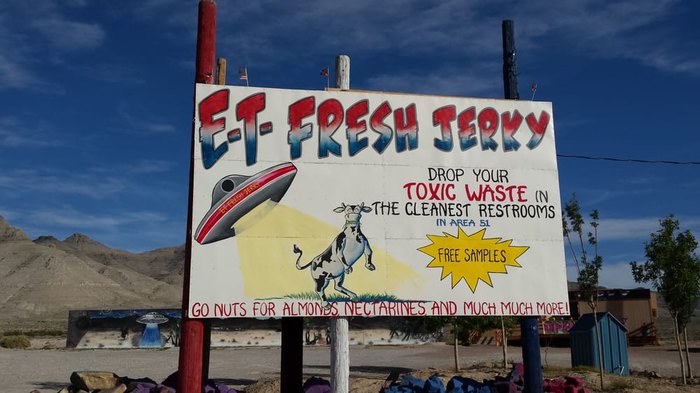 E-T- FRESH JERKY
DROP YOUR
TOXIC WASTE IN
THE CLEANEST RESTROOMS
IN AREA 51
FREE SAMPLES
GO NUTS FOR ALMONDS NECTARINES AND MUCH MUCH MORE!